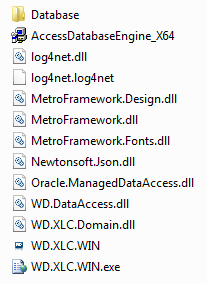 Database
AccessDatabaseEngine_X64
log4net.dll
log4net.log4net
MetroFramework.Design.dll
MetroFramework.dll
MetroFramework.Fonts.dll
Newtonsoft.Json.dll
Oracle.ManagedDataAccess.dll
WD.DataAccess.dll
WD.XLC.Domain.dll
WD.XLC.WIN
WD.XLC.WIN.exe